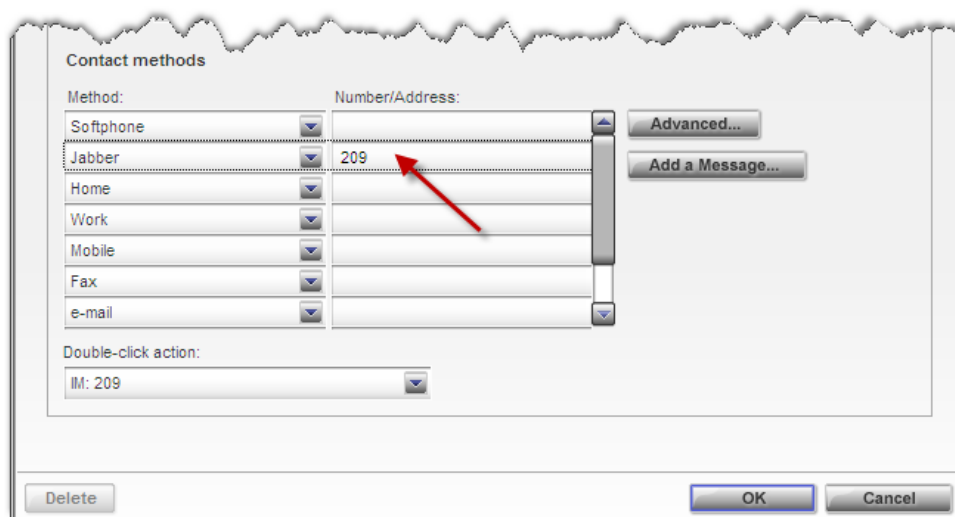 Contact methods
Method: Number/Address:
Softphone Advanced...
Jabber 209 Add a Message...
Home
Work
Mobile
Fax
e-mail
Double-click action:
IM: 209
Delete OK Cancel